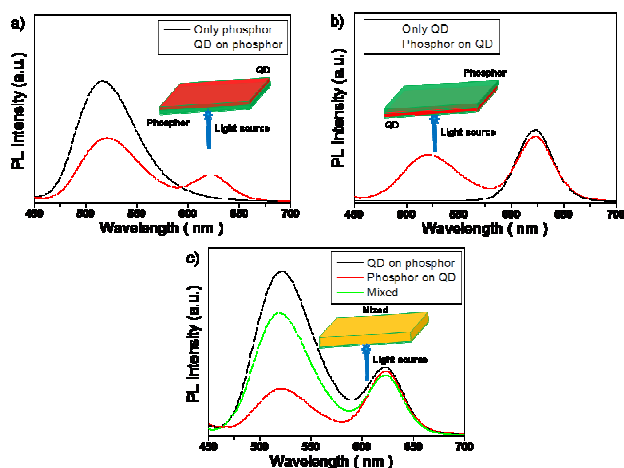 a)
Only phosphor
QD on phosphor
QD
Phosphor
Light source
PL Intensity (a.u.)
450 500 550 600 650 700
Wavelength ( nm )
b)
Only QD
Phosphor on QD
Phosphor
QD
Light source
PL Intensity (a.u.)
450 500 550 600 650 700
Wavelength ( nm )
c)
QD on phosphor
Phosphor on QD
Mixed
Mixed
Light source
PL Intensity (a.u.)
450 500 550 600 650 700
Wavelength ( nm )